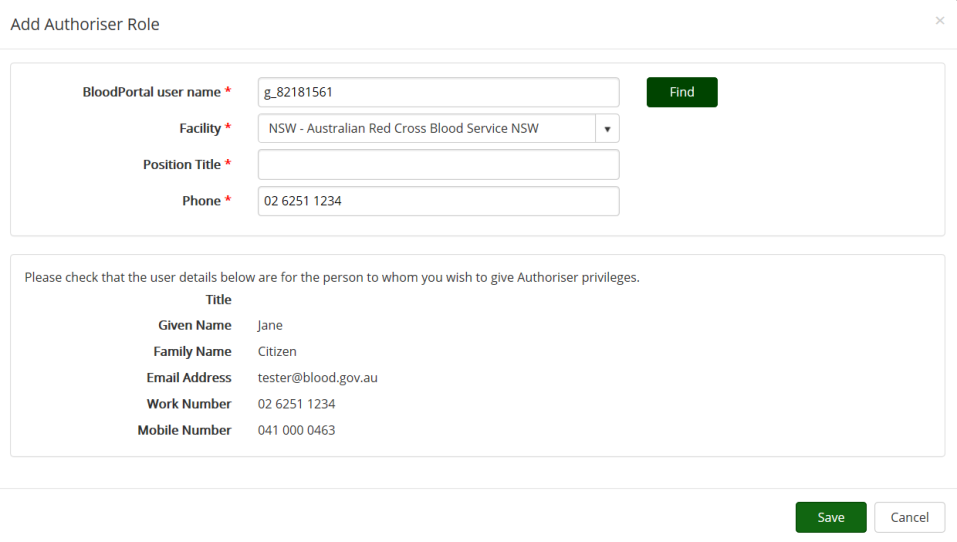 Add Authoriser Role ×
BloodPortal user name * g_82181561 Find
Facility * NSW - Australian Red Cross Blood Service NSW ▼
Position Title *
Phone * 02 6251 1234
Please check that the user details below are for the person to whom you wish to give Authoriser privileges.
Title
Given Name Jane
Family Name Citizen
Email Address tester@blood.gov.au
Work Number 02 6251 1234
Mobile Number 041 000 0463
Save Cancel